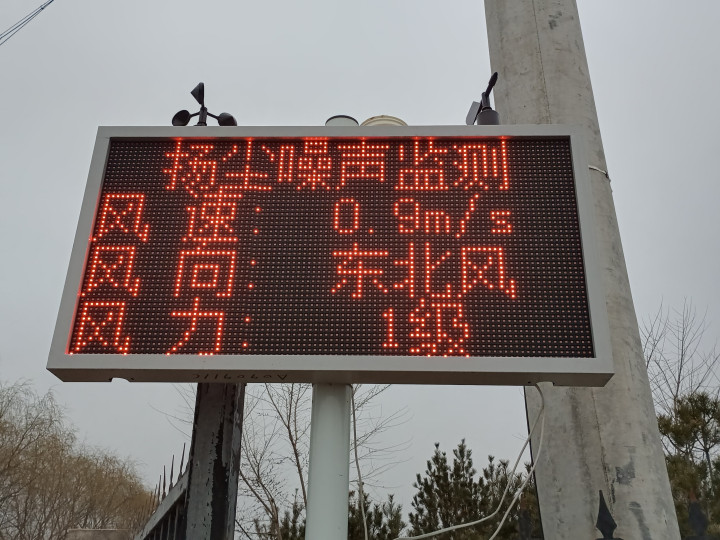 扬尘噪声监测
风 速: 0.9m/s
风 向: 东北风
风 力: 1级